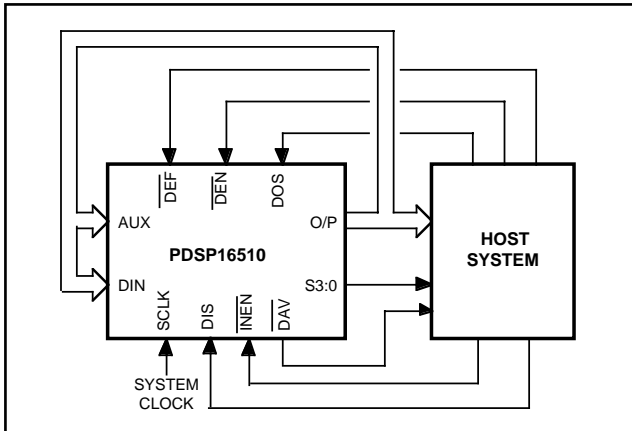 DEF
DEN
DOS
AUX
O/P
PDSP16510
HOST
SYSTEM
DIN
S3:0
SCLK
DIS
INEN
DAV
SYSTEM
CLOCK